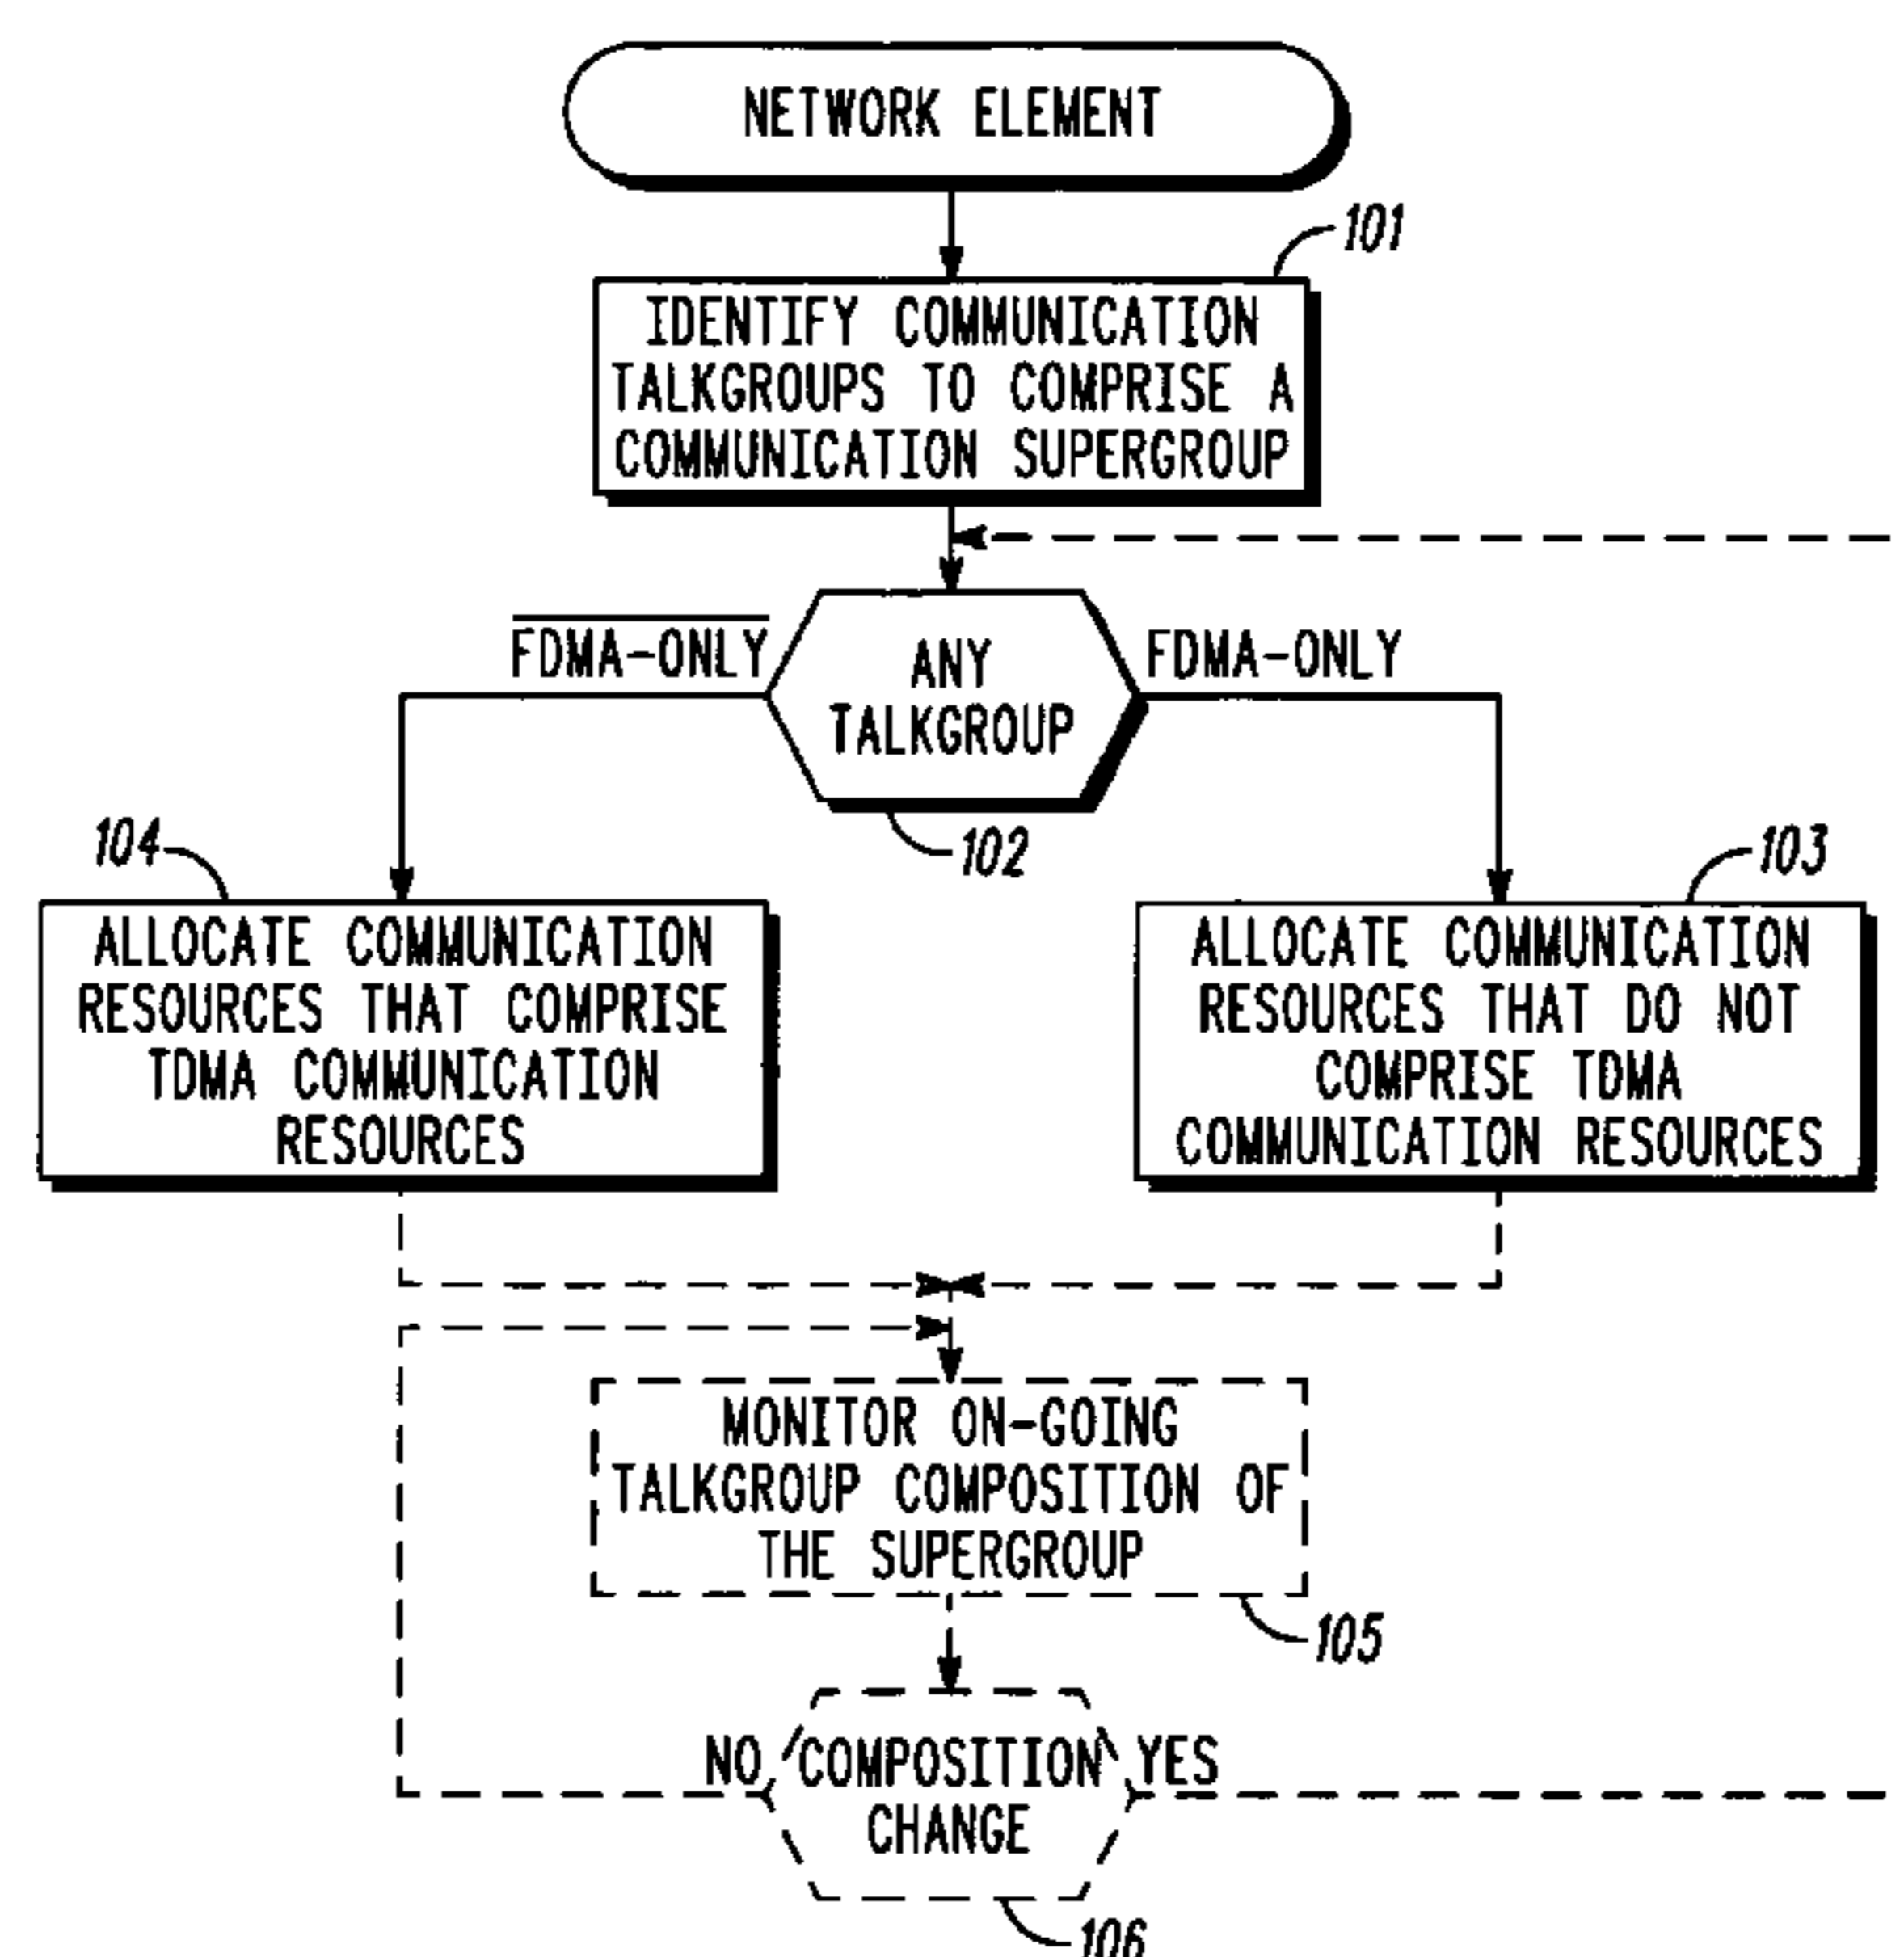 NETWORK ELEMENT
101
IDENTIFY COMMUNICATION
TALKGROUPS TO COMPRISE A
COMMUNICATION SUPERGROUP
FDMA-ONLY
ANY
TALKGROUP
FDMA-ONLY
102
104
ALLOCATE COMMUNICATION
RESOURCES THAT COMPRISE
TDMA COMMUNICATION
RESOURCES
103
ALLOCATE COMMUNICATION
RESOURCES THAT DO NOT
COMPRISE TDMA
COMMUNICATION RESOURCES
MONITOR ON-GOING
TALKGROUP COMPOSITION OF
THE SUPERGROUP
105
NO
COMPOSITION
CHANGE
YES
106